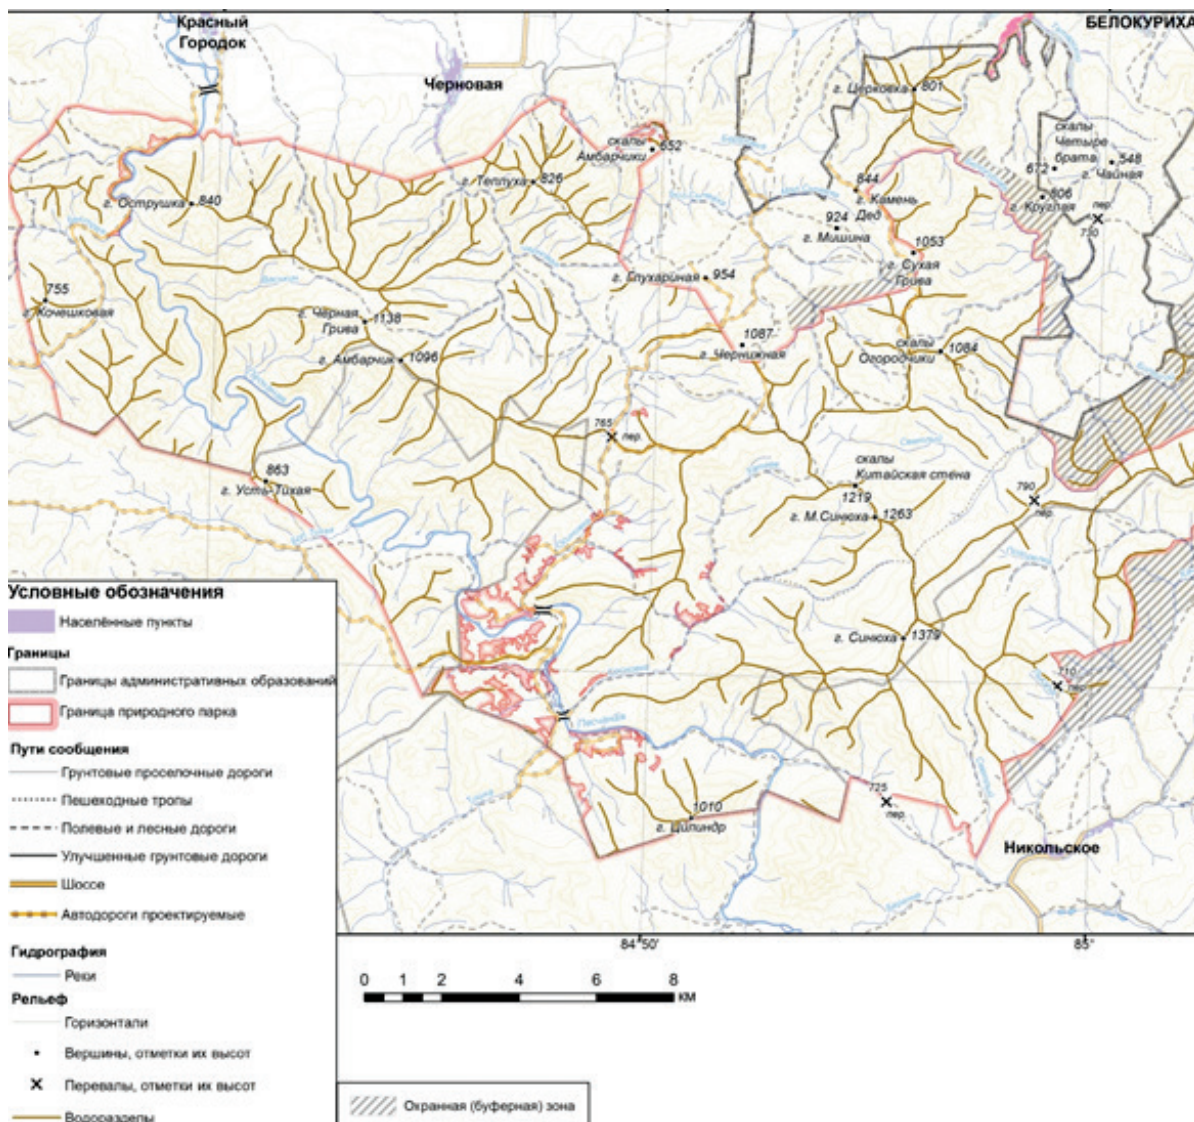 Красный
Городок
БЕЛОКУРИХА
Черновая
г. Церковка 801
скалы
Амбарчики
652
скалы
Четыре
брата
548
г. Чайная
672
г. Теплуха 826
844
г. Камень
Дед
806
г. Круглая
пер.
730
г. Острушка 840
924
г. Мишина
1053
г. Сухая
Грива
г. Глухариная 954
755
г. Кочешковая
г. Чёрная
Грива
1138
1087
г. Чернижная
скалы
Огородчики
1084
г. Амбарчик 1096
765
пер.
863
г. Усть-Тихая
скалы
Китайская стена
1219
г. М.Синюха 1263
790
пер.
г. Синюха 1379
710
пер.
Песчаная
725
пер.
1010
г. Цилиндр
Никольское
84°50'
85°
Условные обозначения
Населённые пункты
Границы
Границы административных образований
Граница природного парка
Пути сообщения
Грунтовые проселочные дороги
Пешеходные тропы
Полевые и лесные дороги
Улучшенные грунтовые дороги
Шоссе
Автодороги проектируемые
Гидрография
Реки
Рельеф
Горизонтали
Вершины, отметки их высот
Перевалы, отметки их высот
Водоразделы
0 1 2 4 6 8
км
Охранная (буферная) зона